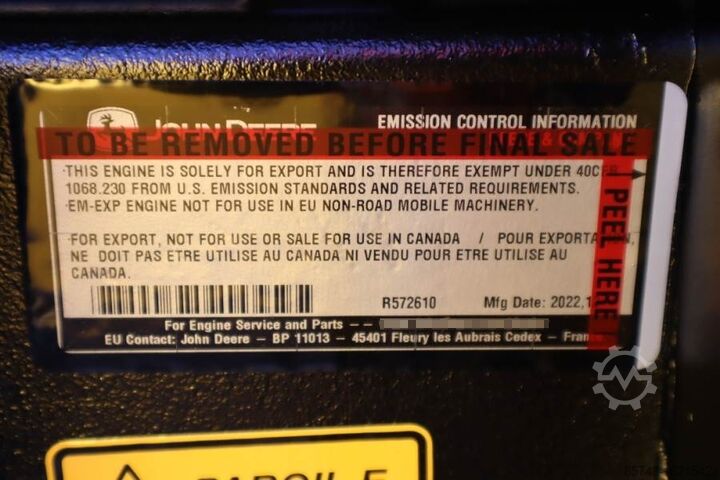 JOHN DEERE
EMISSION CONTROL INFORMATION
TO BE REMOVED BEFORE FINAL SALE
·THIS ENGINE IS SOLELY FOR EXPORT AND IS THEREFORE EXEMPT UNDER 40CFR
1068.230 FROM U.S. EMISSION STANDARDS AND RELATED REQUIREMENTS.
·EM-EXP ENGINE NOT FOR USE IN EU NON-ROAD MOBILE MACHINERY.
·FOR EXPORT, NOT FOR USE OR SALE FOR USE IN CANADA / POUR EXPORTATION,
NE DOIT PAS ETRE UTILISE AU CANADA NI VENDU POUR ETRE UTILISE AU
CANADA.
PEEL HERE
R572610 Mfg Date: 2022,1
For Engine Service and Parts --
EU Contact: John Deere – BP 11013 – 45401 Fleury les Aubrais Cedex – France